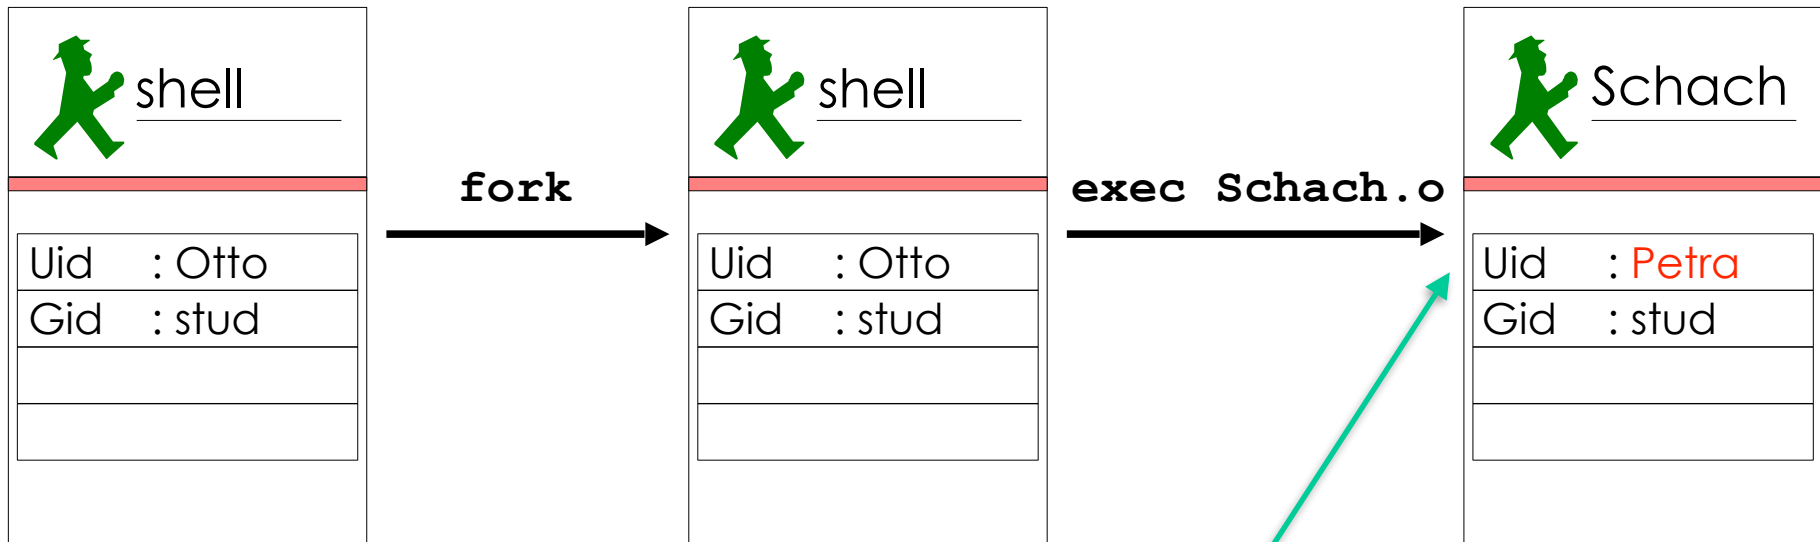 shell
Uid : Otto
Gid : stud
fork
shell
Uid : Otto
Gid : stud
exec Schach.o
Schach
Uid : Petra
Gid : stud